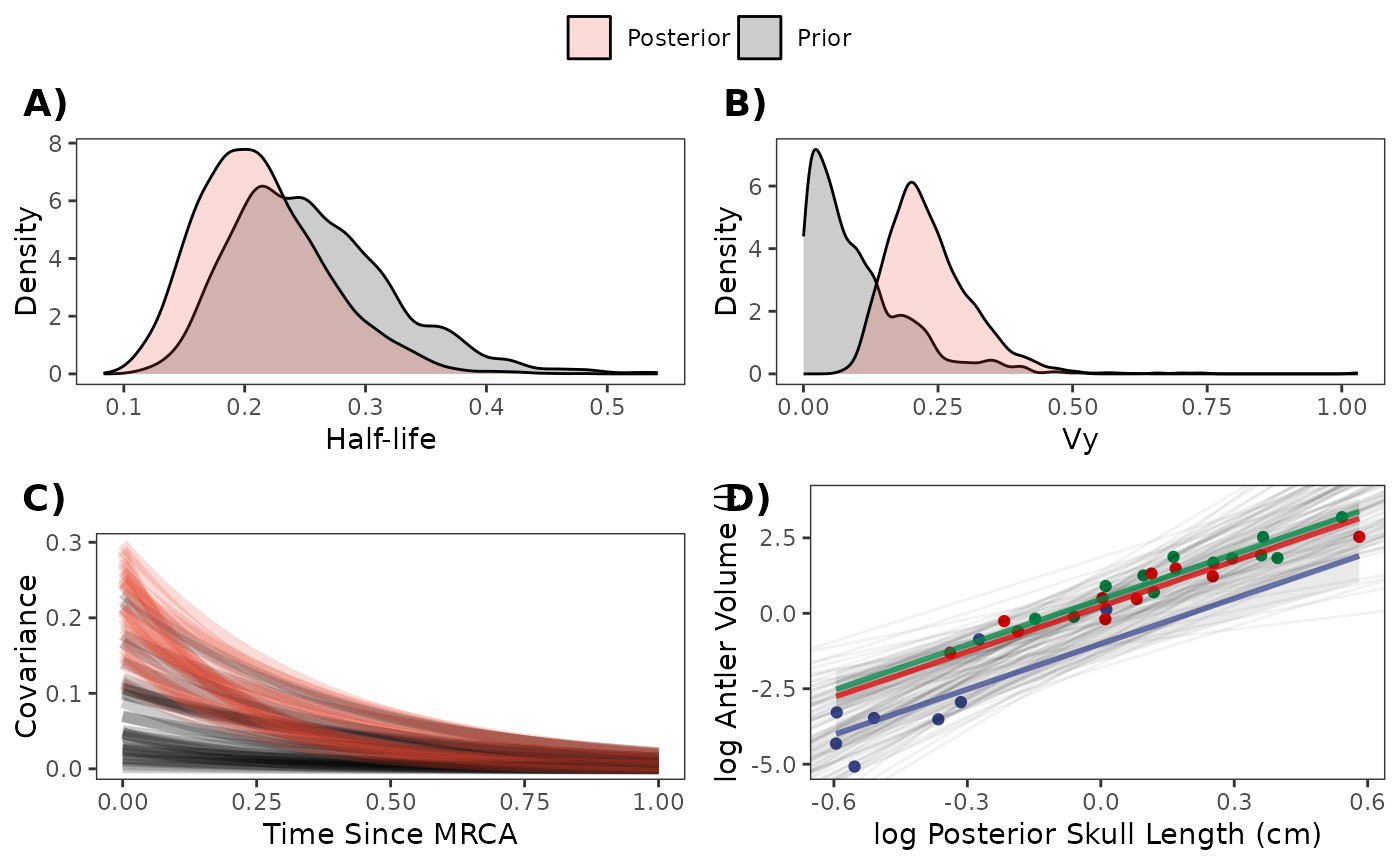 Posterior Prior
A)
8
6
4
2
0
Density
0.1 0.2 0.3 0.4 0.5
Half-life
B)
6
4
2
0
Density
0.00 0.25 0.50 0.75 1.00
Vy
C)
0.3
0.2
0.1
0.0
Covariance
0.00 0.25 0.50 0.75 1.00
Time Since MRCA
D)
2.5
0.0
-2.5
-5.0
log Antler Volume
-0.6 -0.3 0.0 0.3 0.6
log Posterior Skull Length (cm)